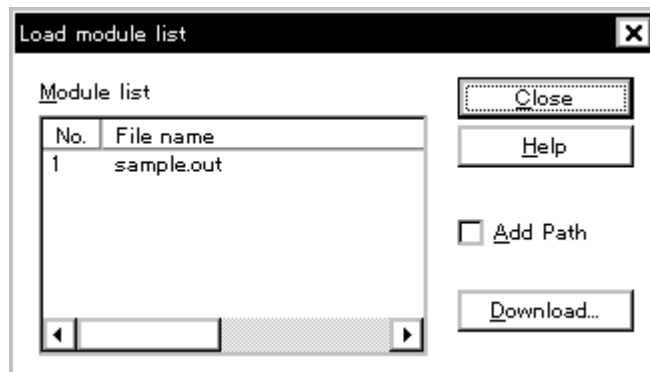 Load module list
Module list
Close
No. File name
Help
1 sample.out
Add Path
Download...